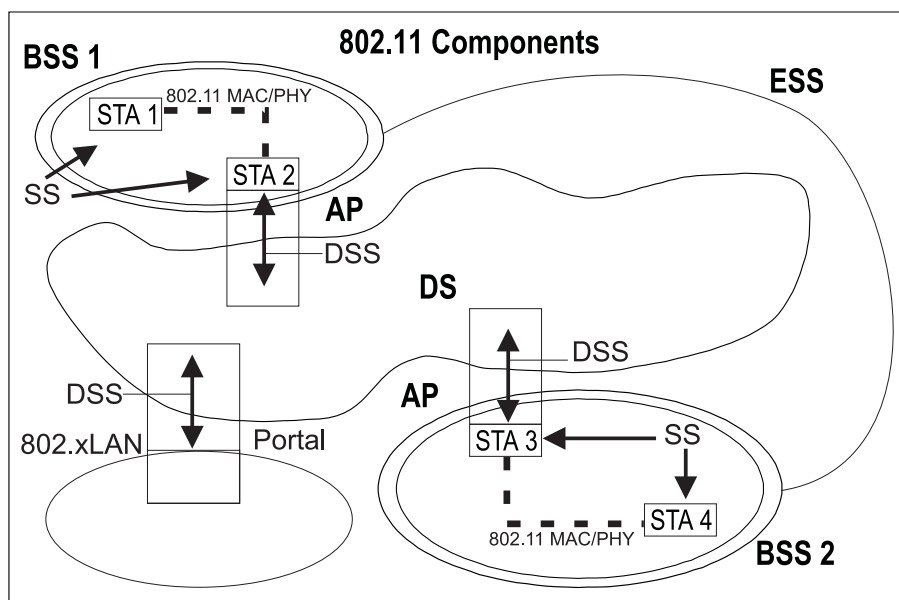 802.11 Components
BSS 1
ESS
802.11 MAC/PHY
STA 1
STA 2
SS
AP
DSS
DS
DSS
DSS
AP
802.xLAN
Portal
STA 3
SS
STA 4
802.11 MAC/PHY
BSS 2